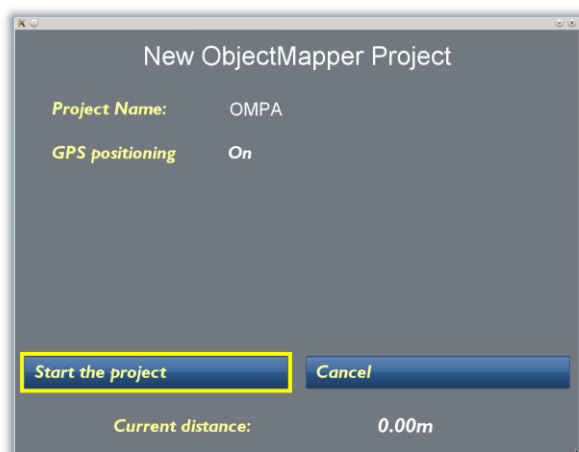 New ObjectMapper Project
Project Name: OMPA
GPS positioning On
Start the project Cancel
Current distance: 0.00m